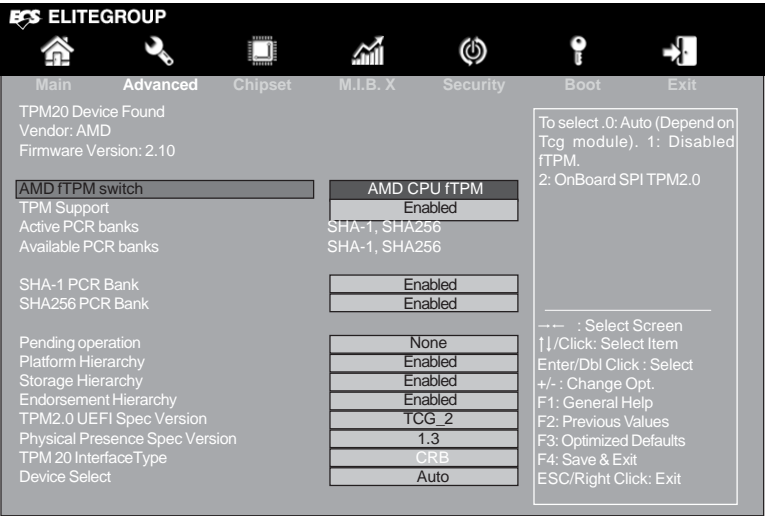 ECS ELITEGROUP
Main Advanced Chipset M.I.B. X Security Boot Exit
TPM20 Device Found
Vendor: AMD
Firmware Version: 2.10
AMD fTPM switch AMD CPU fTPM
TPM Support Enabled
Active PCR banks SHA-1, SHA256
Available PCR banks SHA-1, SHA256
SHA-1 PCR Bank Enabled
SHA256 PCR Bank Enabled
Pending operation None
Platform Hierarchy Enabled
Storage Hierarchy Enabled
Endorsement Hierarchy Enabled
TPM2.0 UEFI Spec Version TCG_2
Physical Presence Spec Version 1.3
TPM 20 InterfaceType CRB
Device Select Auto
To select .0: Auto (Depend on
Tcg module). 1: Disabled
fTPM.
2: OnBoard SPI TPM2.0
→← : Select Screen
↑↓/Click: Select Item
Enter/Dbl Click : Select
+/- : Change Opt.
F1: General Help
F2: Previous Values
F3: Optimized Defaults
F4: Save & Exit
ESC/Right Click: Exit